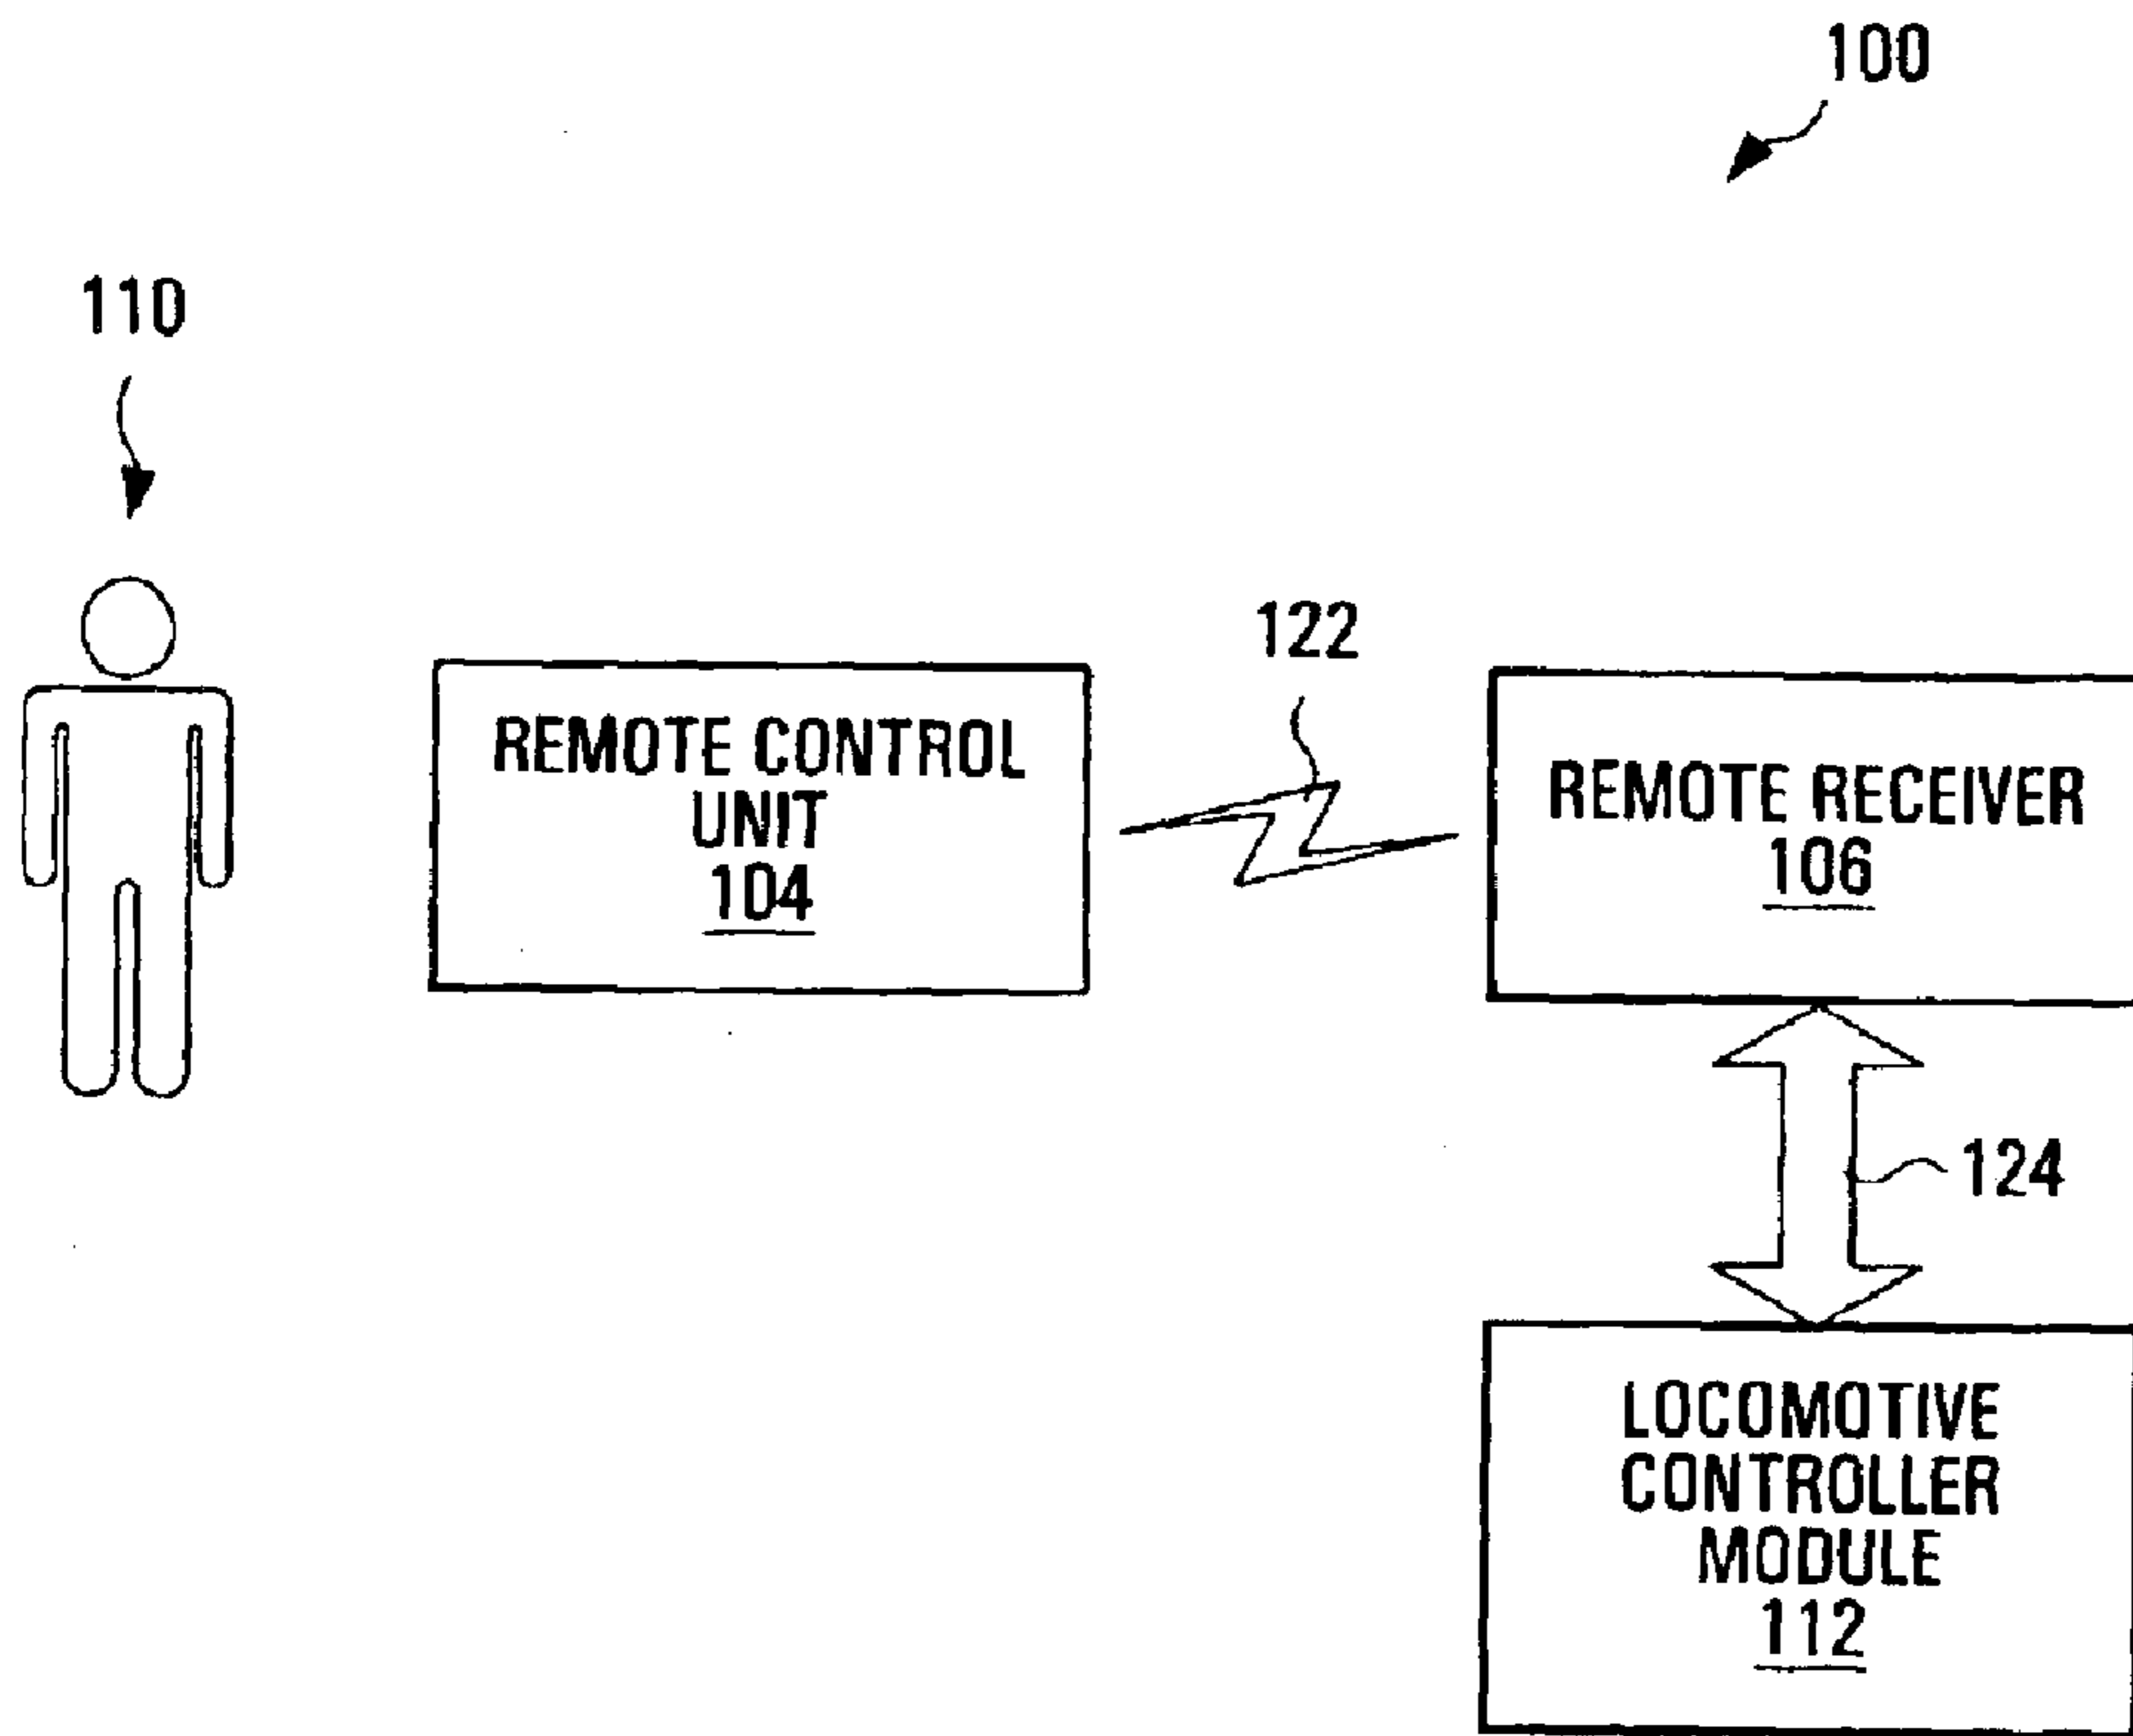 100
110
122
REMOTE CONTROL
UNIT
104
REMOTE RECEIVER
106
124
LOCOMOTIVE
CONTROLLER
MODULE
112